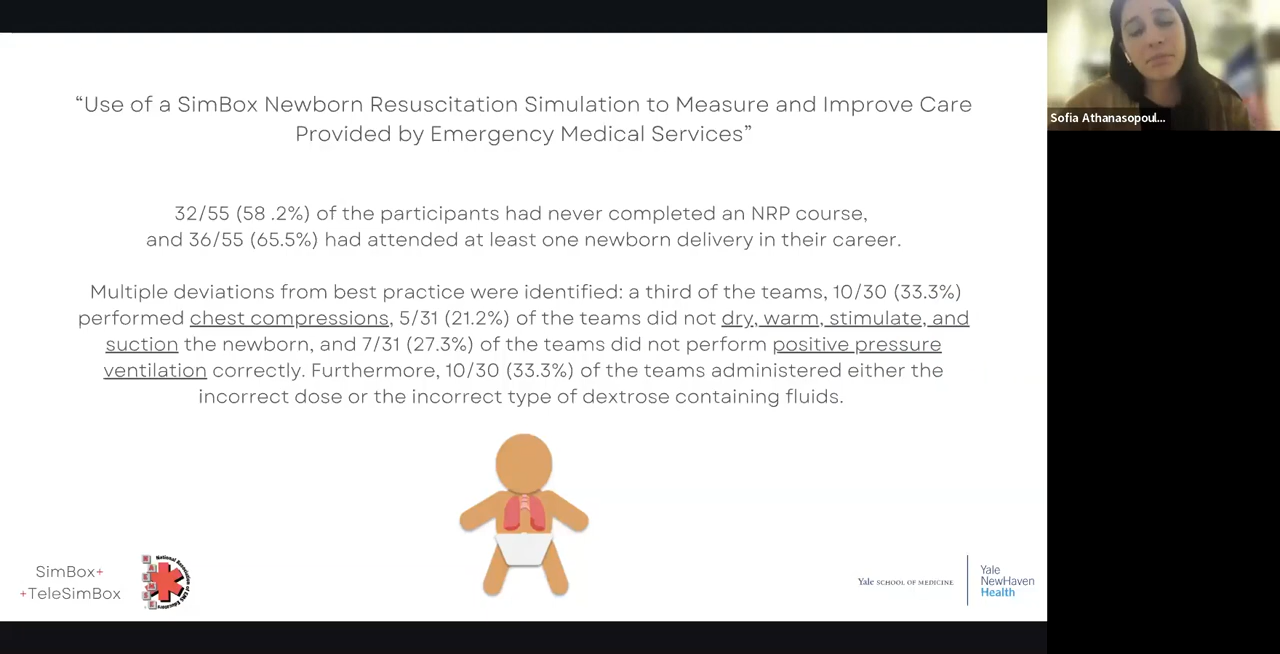 “Use of a SimBox Newborn Resuscitation Simulation to Measure and Improve Care
Provided by Emergency Medical Services”
32/55 (58 .2%) of the participants had never completed an NRP course,
and 36/55 (65.5%) had attended at least one newborn delivery in their career.
Multiple deviations from best practice were identified: a third of the teams, 10/30 (33.3%)
performed chest compressions, 5/31 (21.2%) of the teams did not dry, warm, stimulate, and
suction the newborn, and 7/31 (27.3%) of the teams did not perform positive pressure
ventilation correctly. Furthermore, 10/30 (33.3%) of the teams administered either the
incorrect dose or the incorrect type of dextrose containing fluids.
SimBox+
+TeleSimBox
National Association of EMS Educators
Yale SCHOOL OF MEDICINE
Yale
NewHaven
Health
Sofia Athanasopoul...